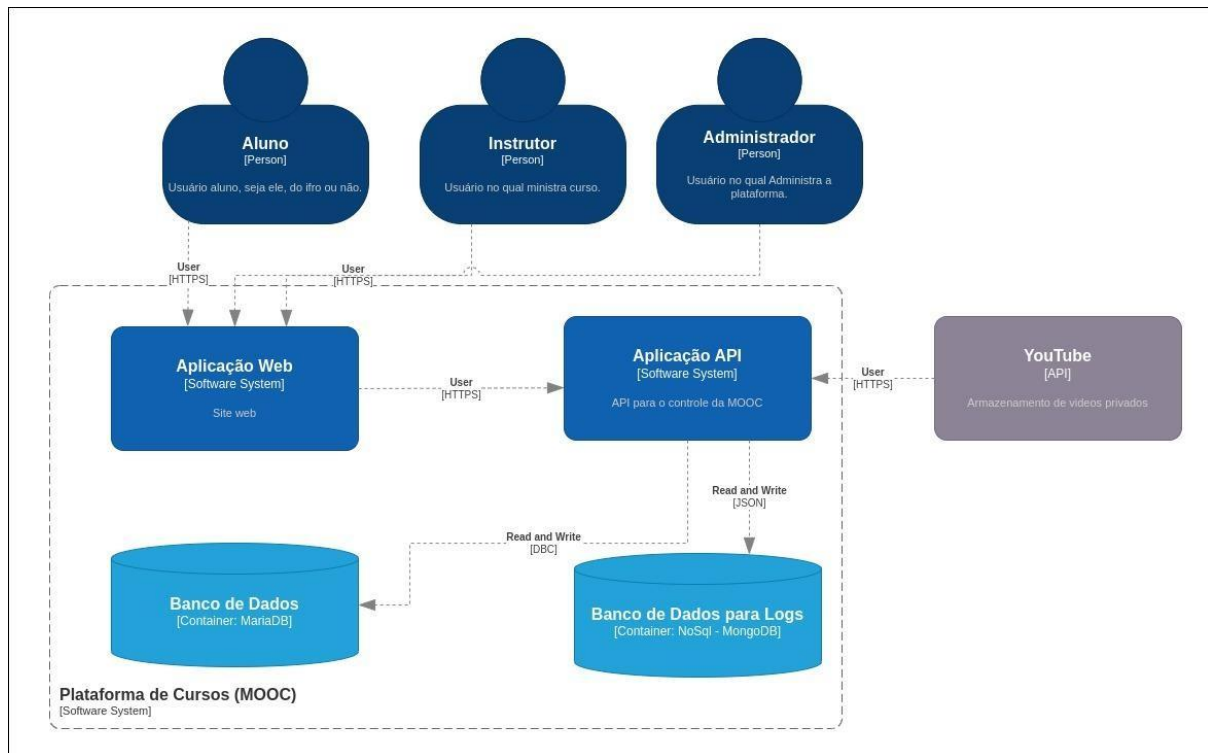 Aluno
[Person]
Usuário aluno, seja ele, do ifro ou não.
Instrutor
[Person]
Usuário no qual ministra curso.
Administrador
[Person]
Usuário no qual Administra a
plataforma.
User
[HTTPS]
User
[HTTPS]
Aplicação Web
[Software System]
Site web
User
[HTTPS]
Aplicação API
[Software System]
API para o controle da MOOC
User
[HTTPS]
YouTube
[API]
Armazenamento de videos privados
Read and Write
[JSON]
Read and Write
[DBC]
Banco de Dados
[Container: MariaDB]
Banco de Dados para Logs
[Container: NoSql - MongoDB]
Plataforma de Cursos (MOOC)
[Software System]